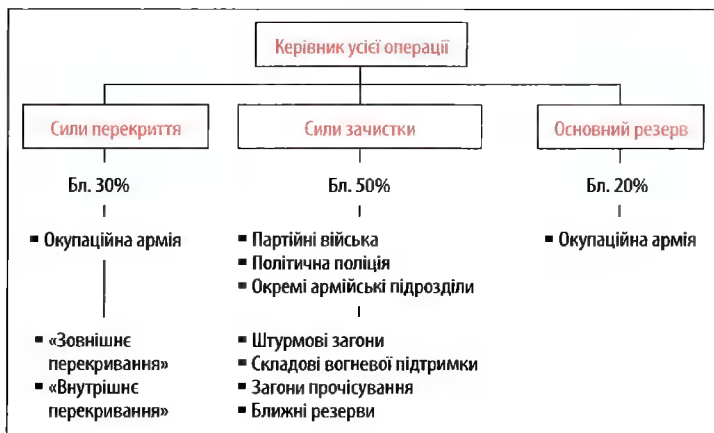 Керівник усієї операції
Сили перекриття
Сили зачистки
Основний резерв
Бл. 30%
Бл. 50%
Бл. 20%
▪ Окупаційна армія
▪ Партійні війська
▪ Політична поліція
▪ Окремі армійські підрозділи
▪ Окупаційна армія
▪ «Зовнішнє
перекривання»
▪ «Внутрішнє
перекривання»
▪ Штурмові загони
▪ Складові вогневої підтримки
▪ Загони прочісування
▪ Ближні резерви